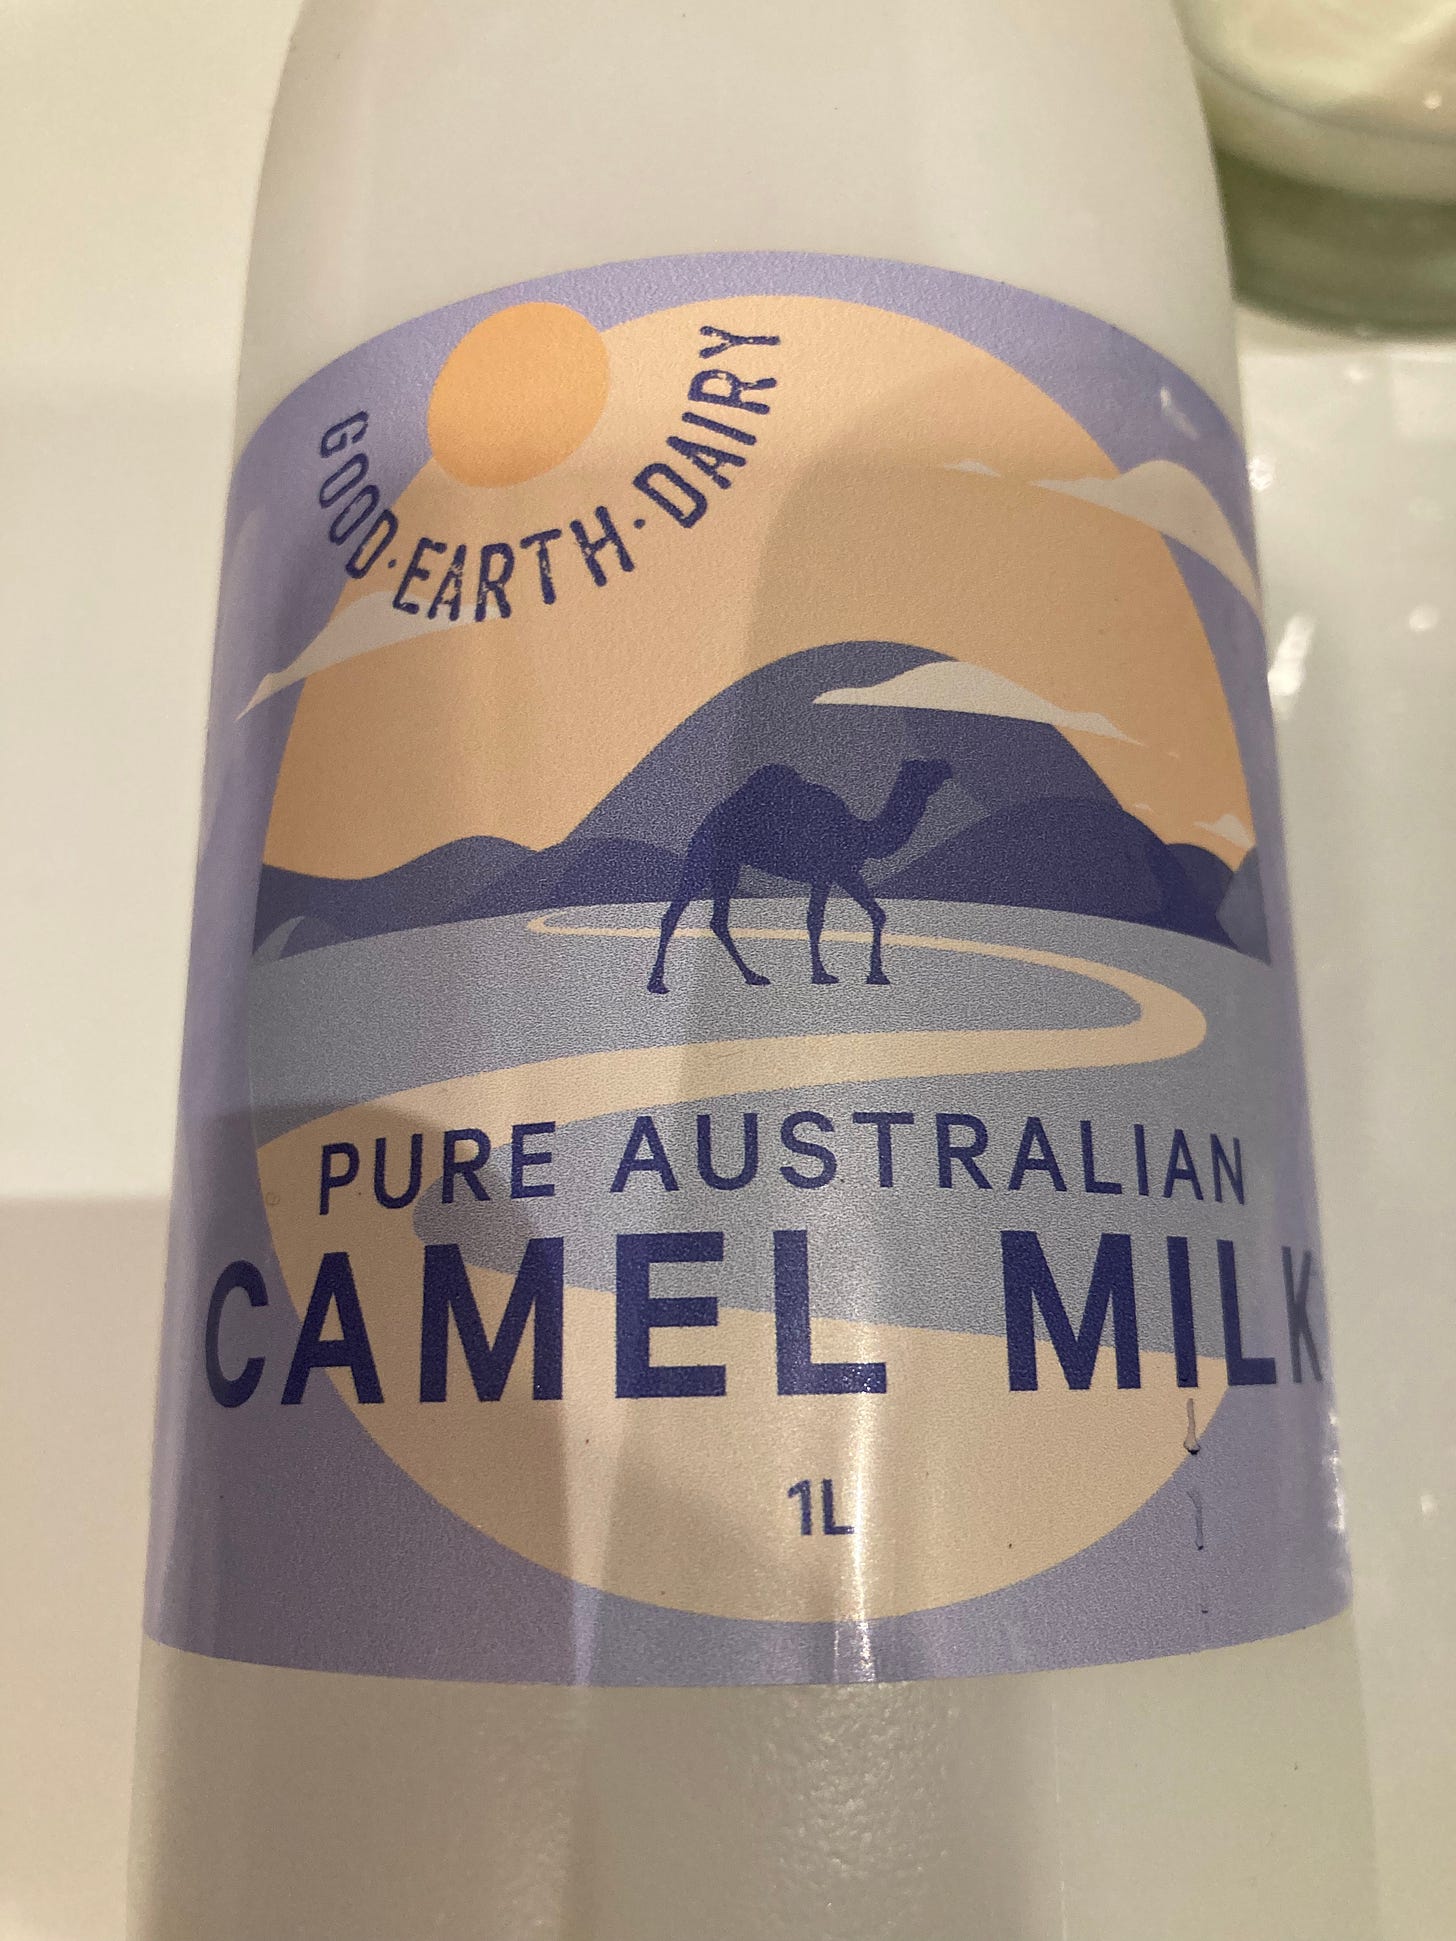 GOOD·EARTH·DAIRY
PURE AUSTRALIAN
CAMEL MILK
1L